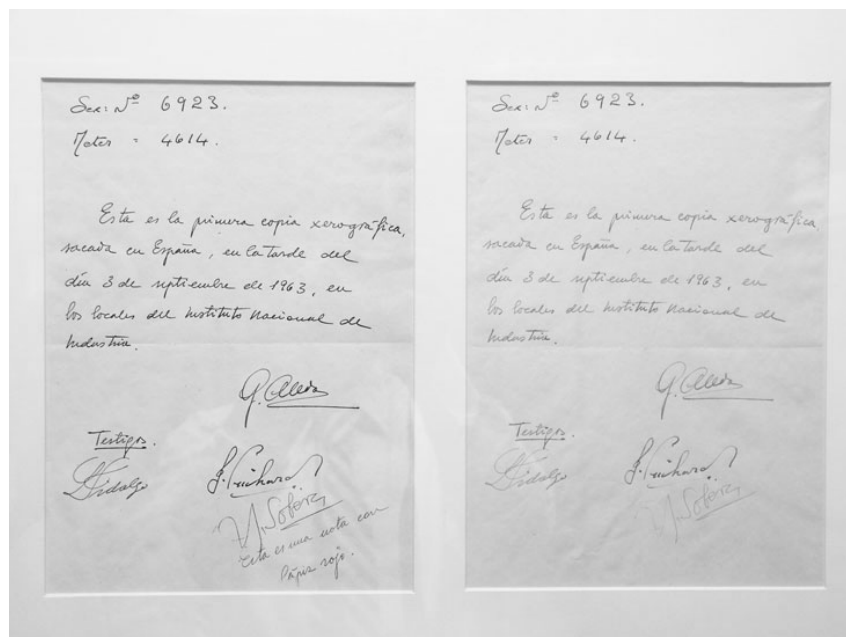 Ser: Nº 6923.
Meter = 4614.
Esta es la primera copia xerográfica,
sacada en España, en la tarde del
día 3 de septiembre de 1963, en
los locales del Instituto Nacional de
Industria.
Testigos.
Hidalgo
Esta es una nota con
lápiz rojo.
Ser: Nº 6923.
Meter = 4614.
Esta es la primera copia xerográfica,
sacada en España, en la tarde del
día 3 de septiembre de 1963, en
los locales del Instituto Nacional de
Industria.
Testigos.
Hidalgo